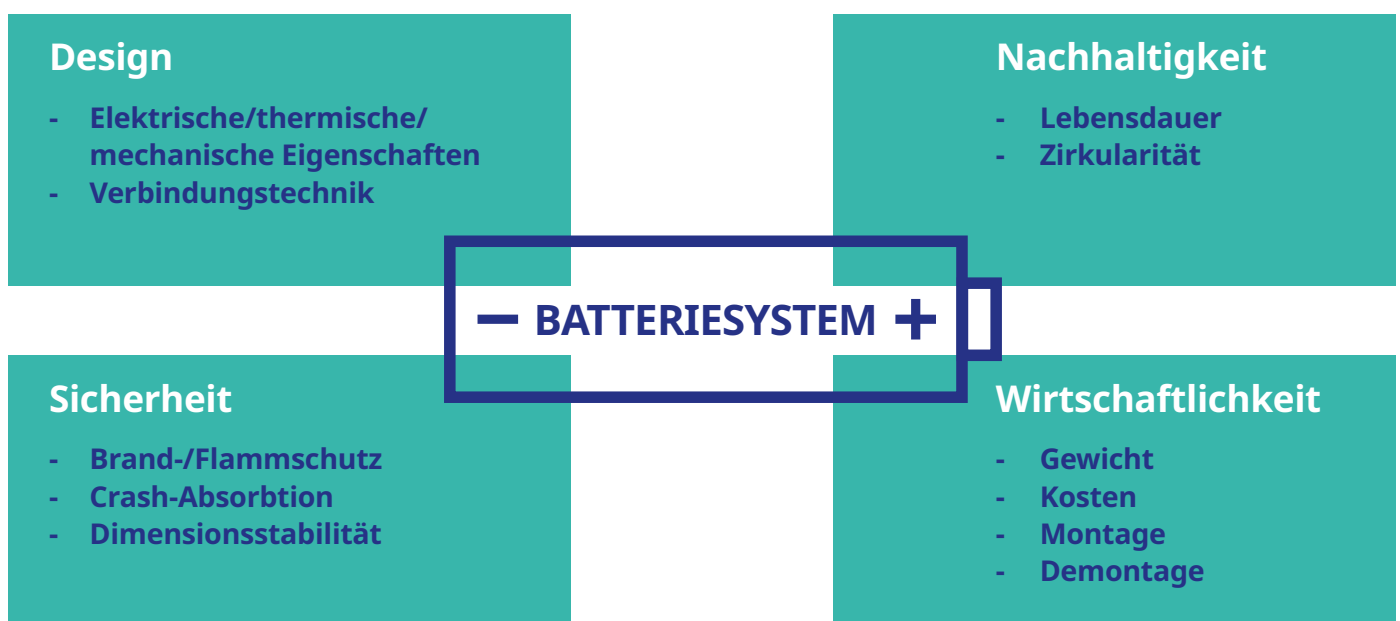 Design
- Elektrische/thermische/
mechanische Eigenschaften
- Verbindungstechnik
Nachhaltigkeit
- Lebensdauer
- Zirkularität
− BATTERIESYSTEM +
Sicherheit
- Brand-/Flammschutz
- Crash-Absorbtion
- Dimensionsstabilität
Wirtschaftlichkeit
- Gewicht
- Kosten
- Montage
- Demontage